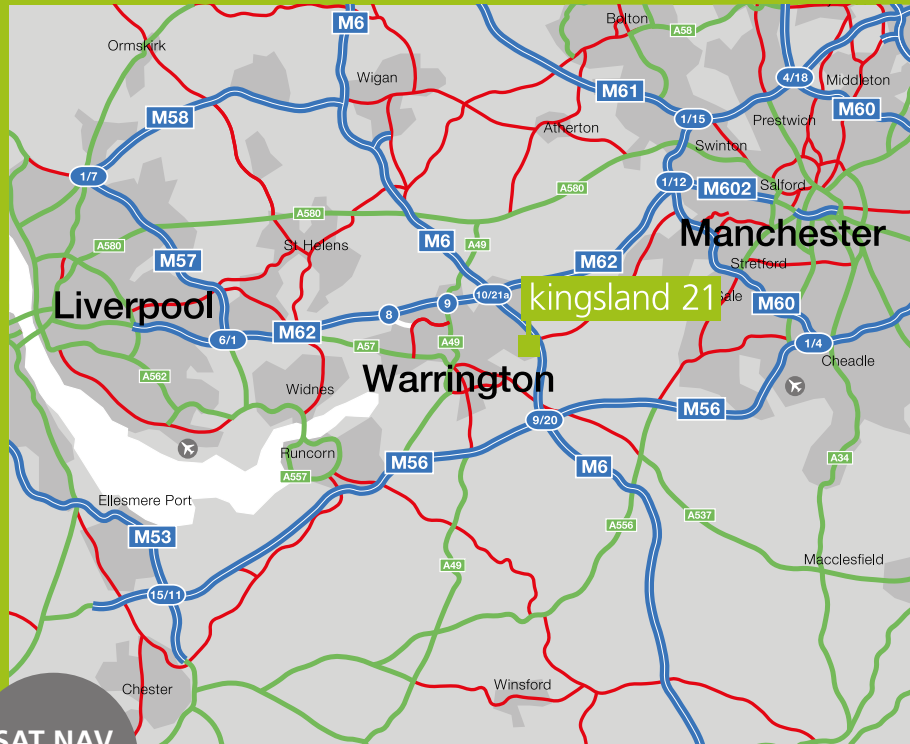 M6
Bolton
A58
Ormskirk
Wigan
4/18
Middleton
M61
M60
M58
1/15
Prestwich
Atherton
Swinton
1/7
1/12
M602
Salford
A580
A580
Manchester
A580
St Helens
M6
A49
M57
M62
Stretford
Liverpool
kingsland 21
Sale
M60
10/21a
9
8
M62
6/1
A57
A49
1/4
Cheadle
A562
Widnes
Warrington
M56
9/20
Runcorn
M56
M6
A34
A557
Ellesmere Port
A537
A556
M53
A49
Macclesfield
15/11
Chester
Winsford
SAT NAV